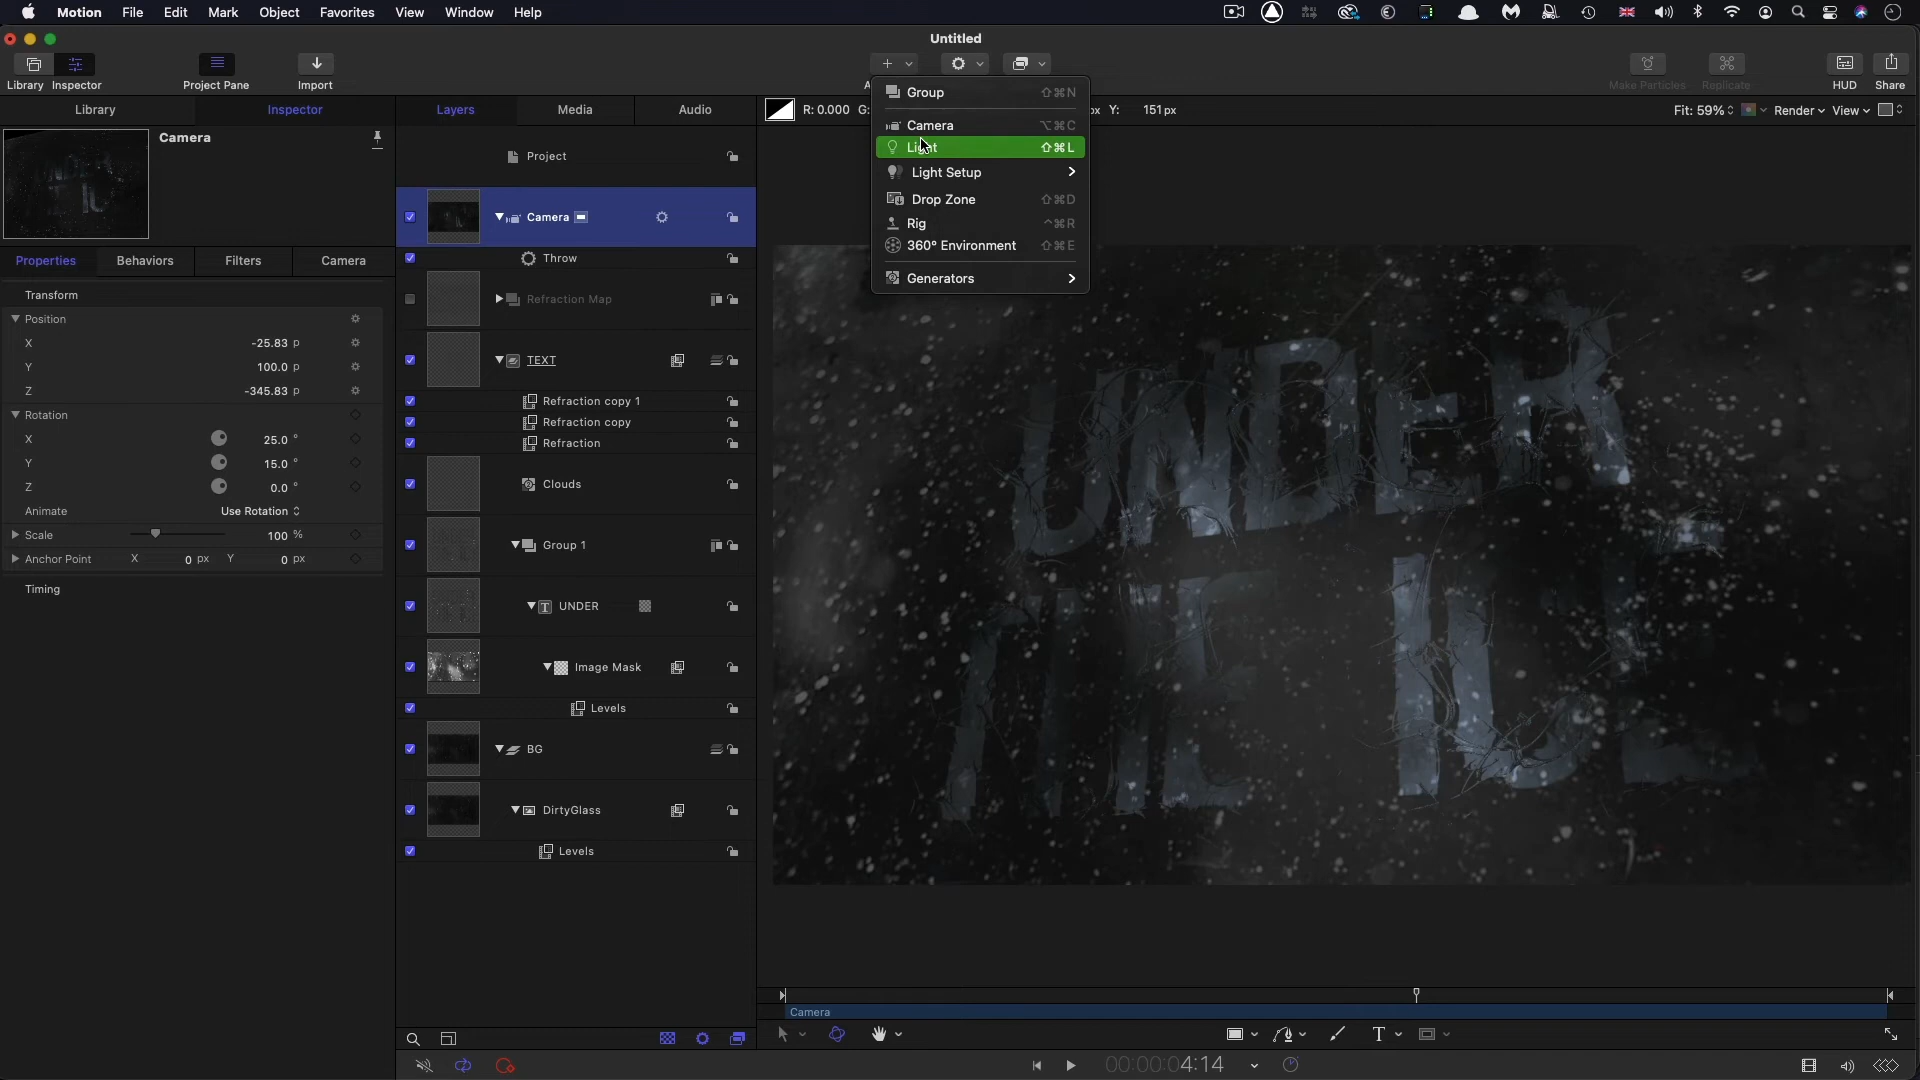 Motion File Edit Mark Object Favorites View Window Help
Untitled
Library Inspector Project Pane Import Make Particles Replicate HUD Share
Library Inspector Layers Media Audio R: 0.000 G: px Y: 151 px Fit: 59% Render View
Group ⇧⌘N
Camera ⌥⌘C
Light ⇧⌘L
Light Setup
Drop Zone ⇧⌘D
Rig ^⌘R
360° Environment ⇧⌘E
Generators
Camera
Properties Behaviors Filters Camera
Transform
Position
X -25.83 p
Y 100.0 p
Z -345.83 p
Rotation
X 25.0 °
Y 15.0 °
Z 0.0 °
Animate Use Rotation
Scale 100 %
Anchor Point X 0 px Y 0 px
Timing
Project
Camera
Throw
Refraction Map
TEXT
Refraction copy 1
Refraction copy
Refraction
Clouds
Group 1
UNDER
Image Mask
Levels
BG
DirtyGlass
Levels
UNDER
Camera
T
00:00:04:14